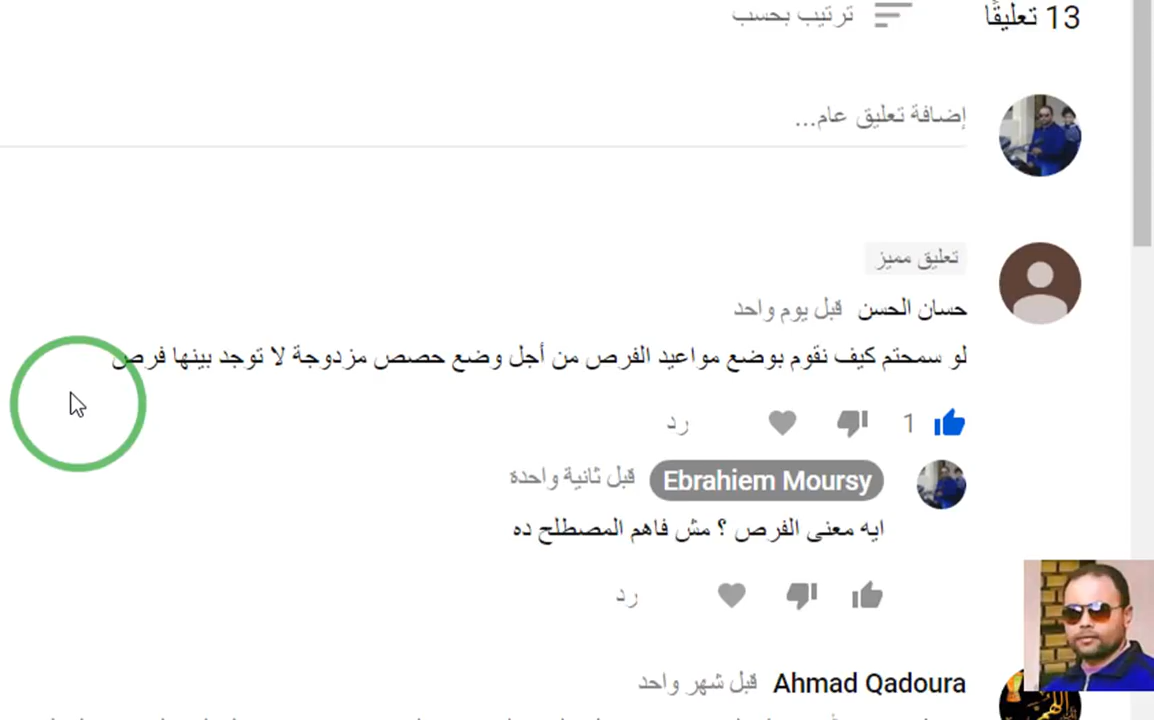 13 تعليقًا ترتيب بحسب
إضافة تعليق عام...
تعليق مميز
حسان الحسن قبل يوم واحد
لو سمحتم كيف نقوم بوضع مواعيد الفرص من أجل وضع حصص مزدوجة لا توجد بينها فرص
1 رد
Ebrahiem Moursy قبل ثانية واحدة
ايه معنى الفرص ؟ مش فاهم المصطلح ده
رد
Ahmad Qadoura قبل شهر واحد